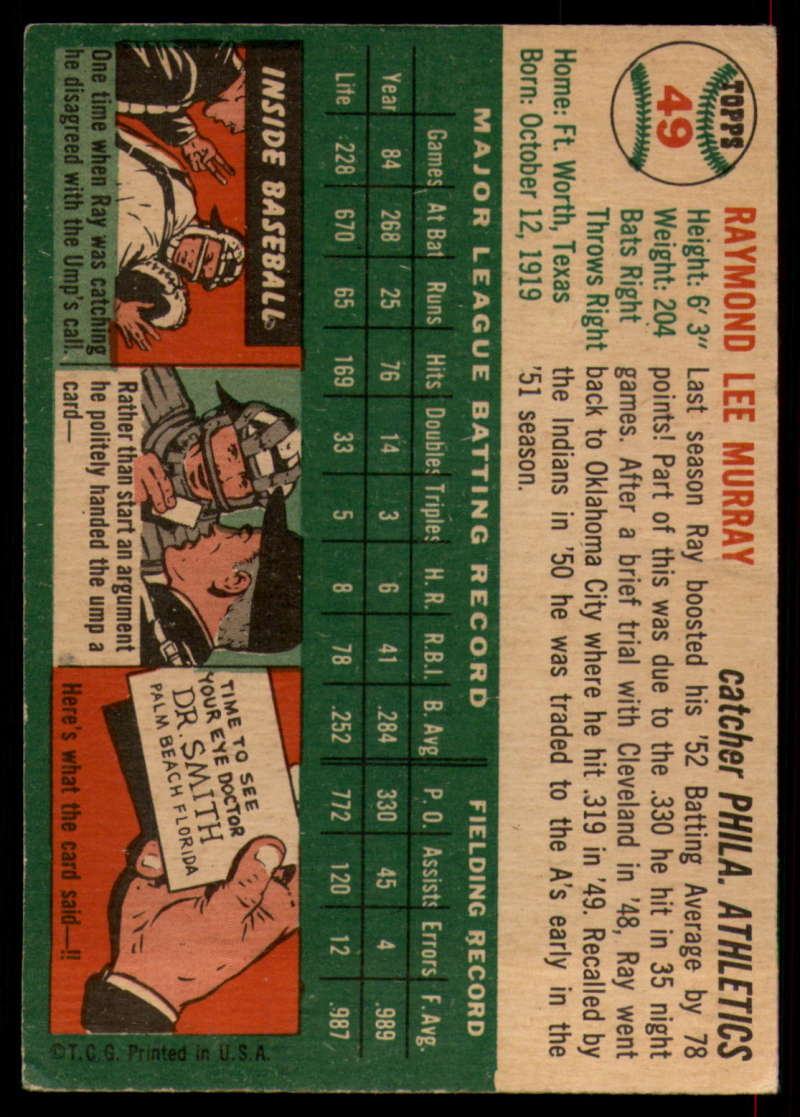 TOPPS
49
RAYMOND LEE MURRAY
catcher PHILA. ATHLETICS
Height: 6' 3"
Weight: 204
Bats Right
Throws Right
Home: Ft. Worth, Texas
Born: October 12, 1919
Last season Ray boosted his '52 Batting Average by 78
points! Part of this was due to the .330 he hit in 35 night
games. After a brief trial with Cleveland in '48, Ray went
back to Oklahoma City where he hit .319 in '49. Recalled by
the Indians in '50 he was traded to the A's early in the
'51 season.
MAJOR LEAGUE BATTING RECORD FIELDING RECORD
Games At Bat Runs Hits Doubles Triples H. R. R.B.I. B. Avg. P. O. Assists Errors F. Avg.
Year 84 268 25 76 14 3 6 41 .284 330 45 4 .989
Life 228 670 65 169 33 5 8 78 .252 772 120 12 .987
INSIDE BASEBALL
One time when Ray was catching
he disagreed with the Ump's call.
Rather than start an argument
he politely handed the ump a
card—
TIME TO SEE
YOUR EYE DOCTOR
DR. SMITH
PALM BEACH FLORIDA
Here's what the card said—!!
©T.C.G. Printed in U.S.A.